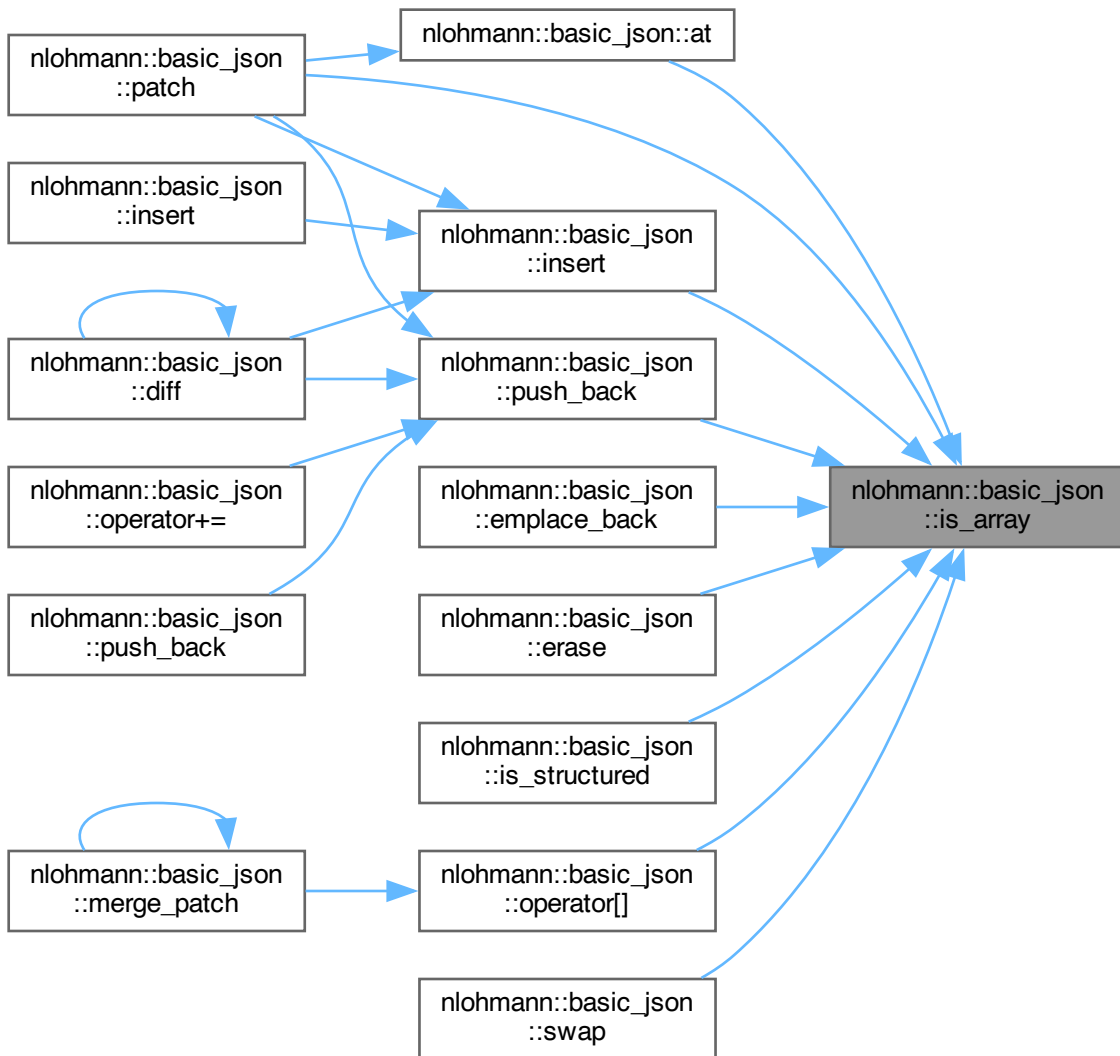 nlohmann::basic_json
::patch
nlohmann::basic_json::at
nlohmann::basic_json
::insert
nlohmann::basic_json
::insert
nlohmann::basic_json
::diff
nlohmann::basic_json
::push_back
nlohmann::basic_json
::operator+=
nlohmann::basic_json
::emplace_back
nlohmann::basic_json
::is_array
nlohmann::basic_json
::push_back
nlohmann::basic_json
::erase
nlohmann::basic_json
::is_structured
nlohmann::basic_json
::merge_patch
nlohmann::basic_json
::operator[]
nlohmann::basic_json
::swap